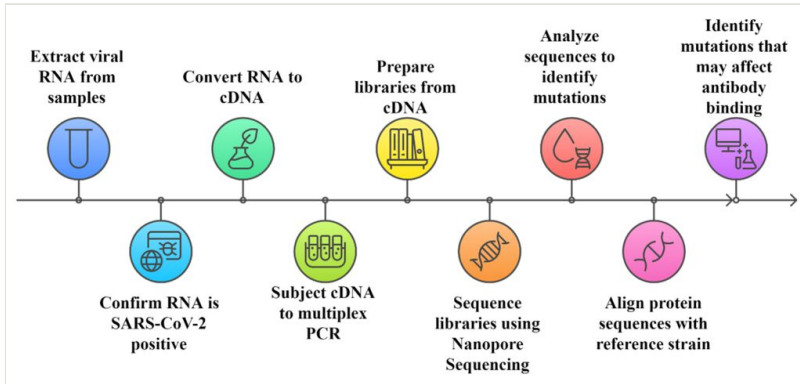 Extract viral
RNA from
samples
Confirm RNA is
SARS-CoV-2
positive
Convert RNA to
cDNA
Subject cDNA
to multiplex
PCR
Prepare
libraries from
cDNA
Sequence
libraries using
Nanopore
Sequencing
Analyze
sequences to
identify
mutations
Align protein
sequences with
reference strain
Identify
mutations that
may affect
antibody
binding